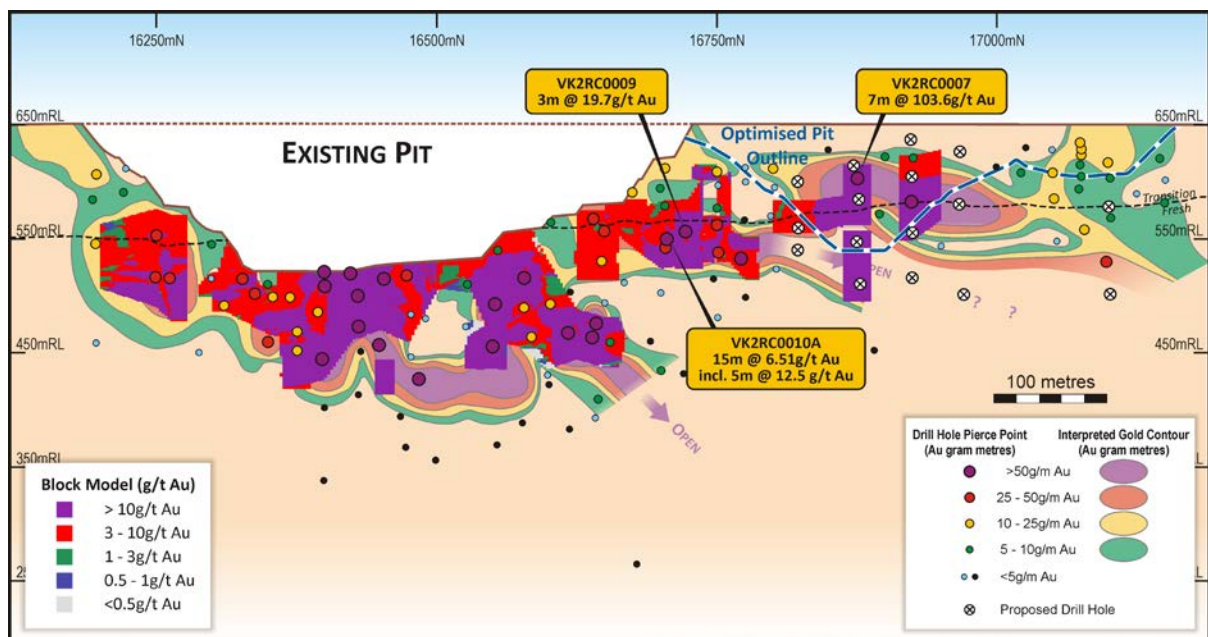 16250mN
16500mN
16750mN
17000mN
VK2RC0009
3m @ 19.7g/t Au
VK2RC0007
7m @ 103.6g/t Au
650mRL
650mRL
EXISTING PIT
Optimised Pit
Outline
Transition
Fresh
550mRL
550mRL
OPEN
? ?
450mRL
450mRL
VK2RC0010A
15m @ 6.51g/t Au
incl. 5m @ 12.5 g/t Au
100 metres
OPEN
350mRL
Block Model (g/t Au)
> 10g/t Au
3 - 10g/t Au
1 - 3g/t Au
0.5 - 1g/t Au
<0.5g/t Au
Drill Hole Pierce Point
(Au gram metres)
Interpreted Gold Contour
(Au gram metres)
>50g/m Au
25 - 50g/m Au
10 - 25g/m Au
5 - 10g/m Au
<5g/m Au
Proposed Drill Hole